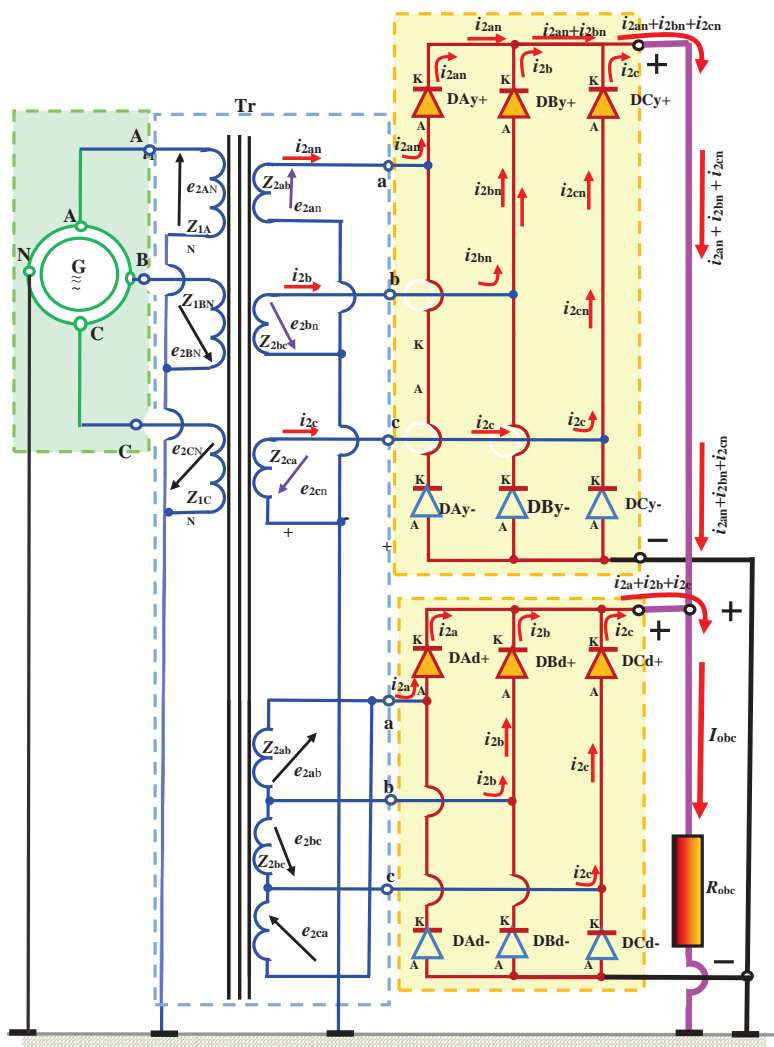 i2an
i2an+i2bn
i2an+i2bn+i2cn
i2an
i2b
i2c
+
K
K
K
DAy+
DBy+
DCy+
A
A
A
Tr
A
i2an
i2an
a
Z2ab
e2an
e2AN
Z1A
N
i2bn
i2cn
i2an + i2bn + i2cn
A
N
G
≈
~
B
C
Z1BN
e2BN
i2b
b
e2bn
Z2bc
i2bn
i2cn
K
A
i2c
c
i2c
i2c
C
e2CN
Z1C
N
Z2ca
e2cn
+
+
K
K
K
DAy-
DBy-
DCy-
A
A
A
i2an+i2bn+i2cn
−
i2a+i2b+i2c
+
+
i2a
i2b
i2c
K
K
K
DAd+
DBd+
DCd+
i2a
A
A
A
a
Z2ab
e2ab
i2b
i2c
Iobc
i2b
b
e2bc
Z2bc
c
i2c
Robc
e2ca
K
K
K
DAd-
DBd-
DCd-
A
A
A
−